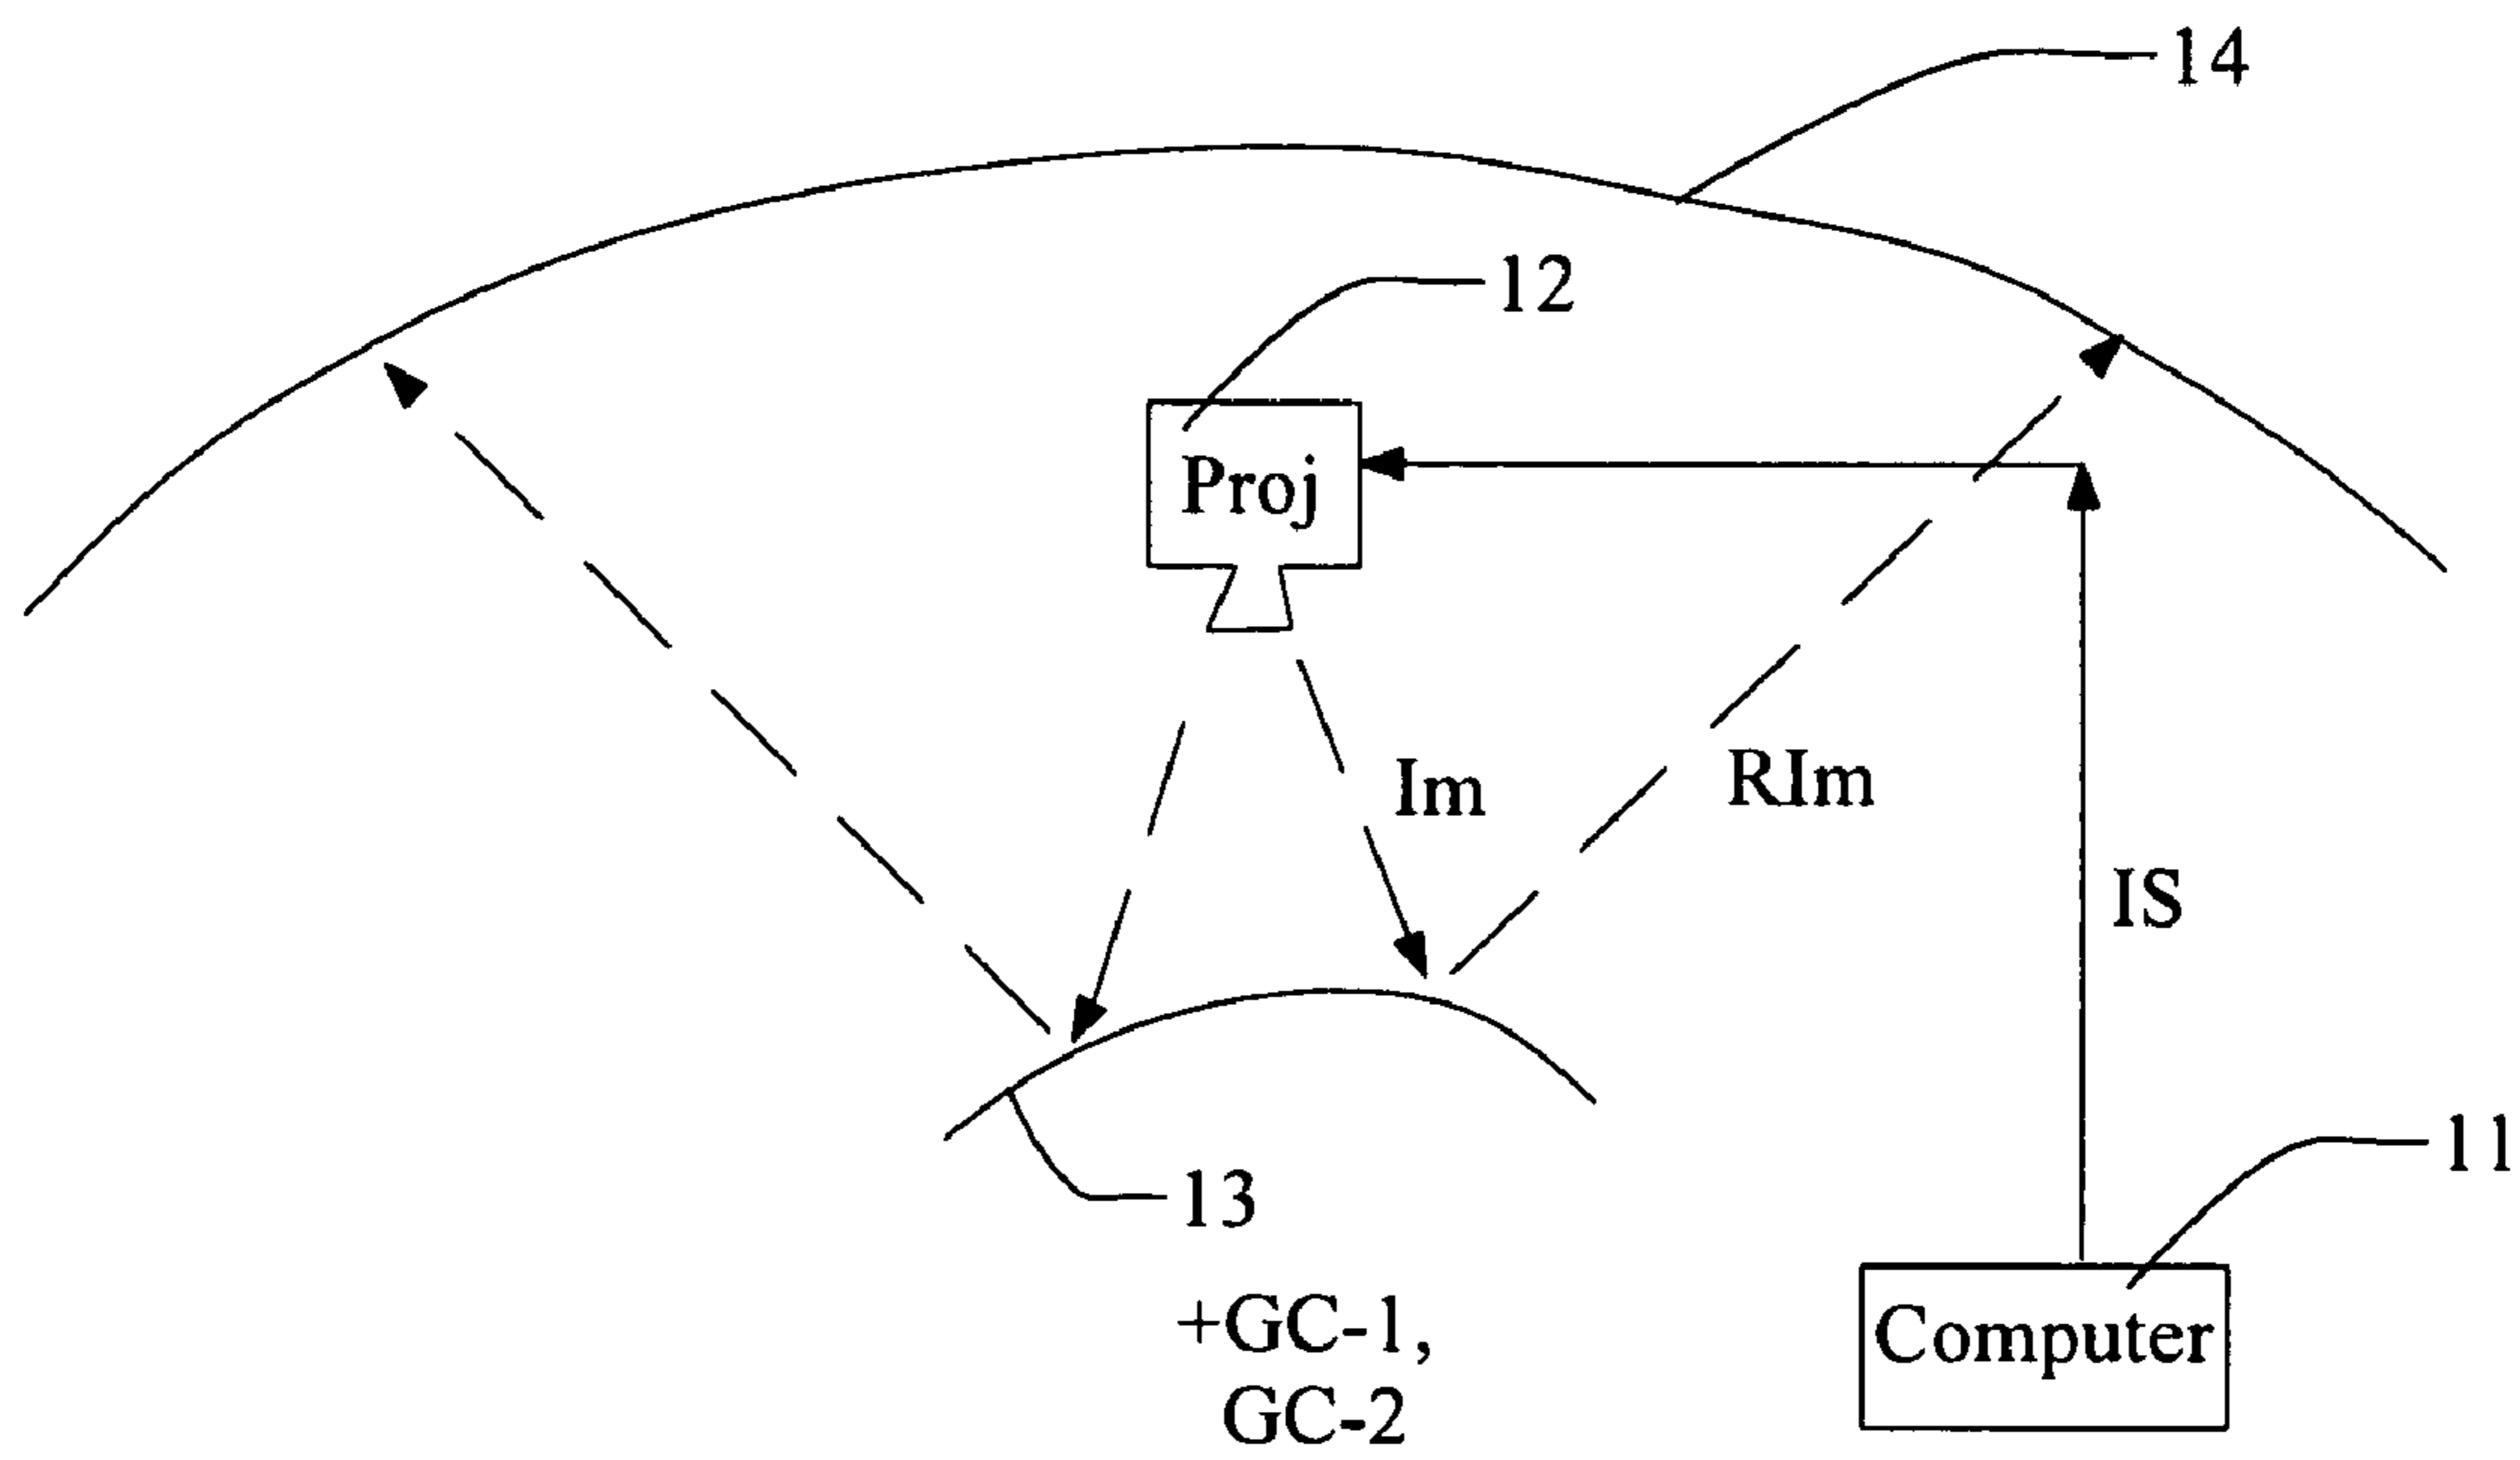 14
12
Proj
Im
RIm
IS
11
13
+GC-1,
GC-2
Computer